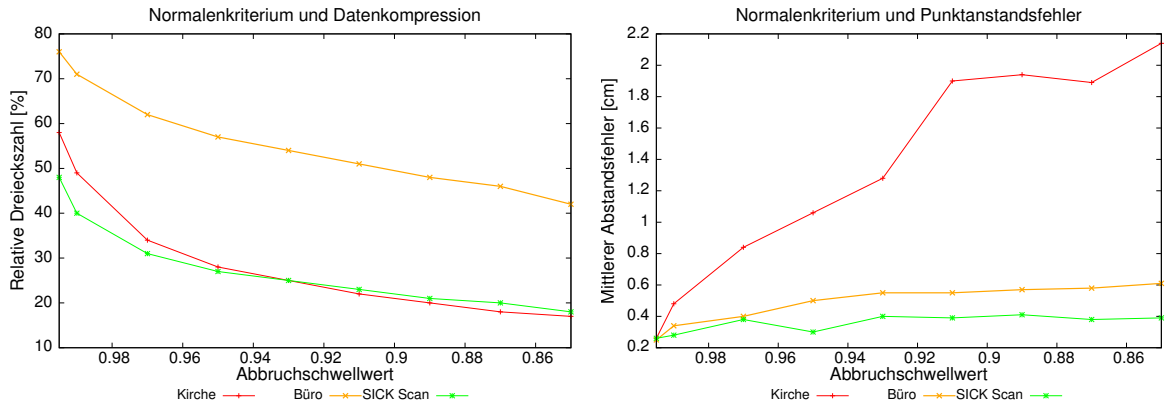 Normalenkriterium und Datenkompression
Relative Dreieckszahl [%]
80
70
60
50
40
30
20
10
0.98 0.96 0.94 0.92 0.9 0.88 0.86
Abbruchschwellwert
Kirche Büro SICK Scan
Normalenkriterium und Punktanstandsfehler
Mittlerer Abstandsfehler [cm]
2.2
2
1.8
1.6
1.4
1.2
1
0.8
0.6
0.4
0.2
0.98 0.96 0.94 0.92 0.9 0.88 0.86
Abbruchschwellwert
Kirche Büro SICK Scan